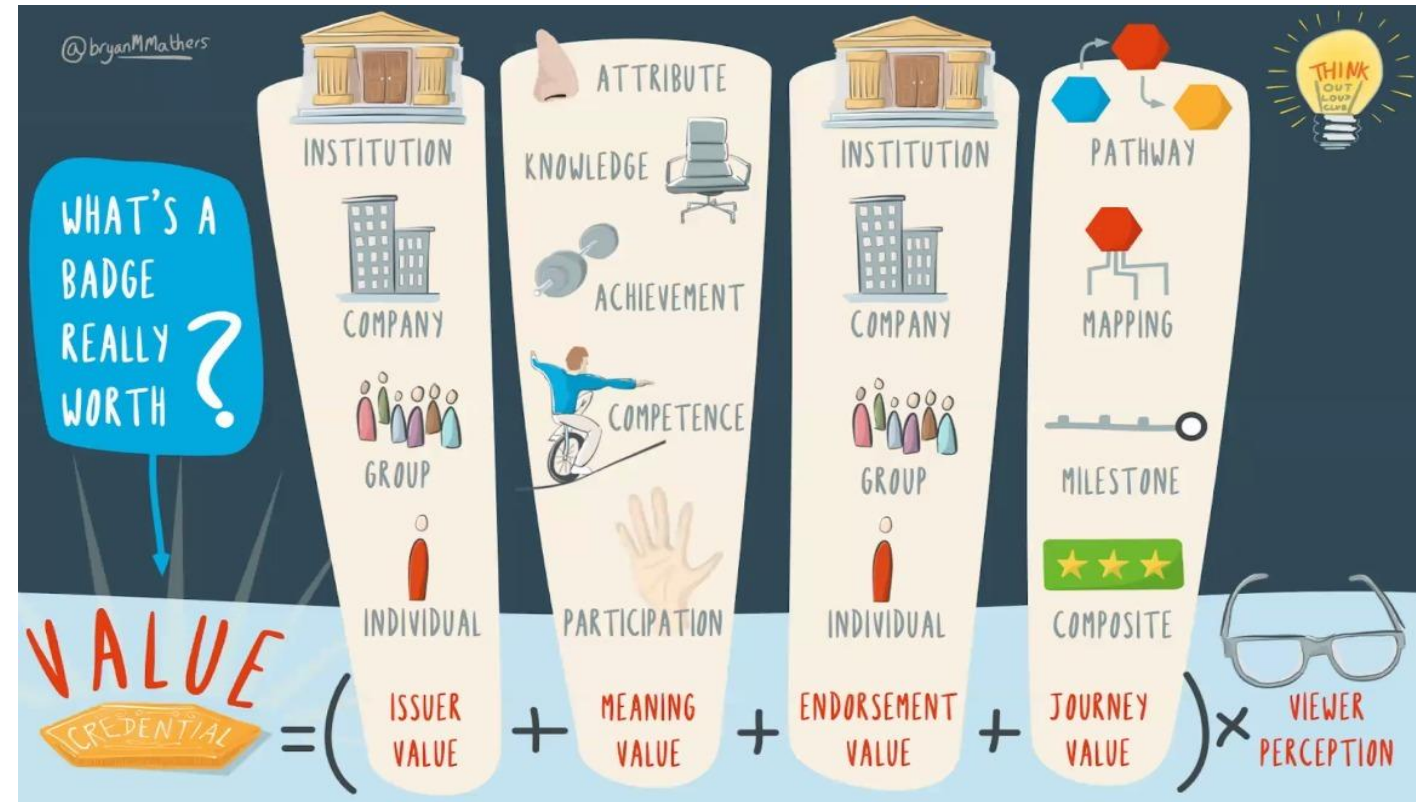 @bryanMMathers
WHAT'S A
BADGE
REALLY
WORTH ?
INSTITUTION
COMPANY
GROUP
INDIVIDUAL
ATTRIBUTE
KNOWLEDGE
ACHIEVEMENT
COMPETENCE
PARTICIPATION
INSTITUTION
COMPANY
GROUP
INDIVIDUAL
PATHWAY
MAPPING
MILESTONE
COMPOSITE
THINK
OUT
LOUD
CLUB
VALUE
CREDENTIAL
= (
ISSUER
VALUE
+
MEANING
VALUE
+
ENDORSEMENT
VALUE
+
JOURNEY
VALUE
) ×
VIEWER
PERCEPTION